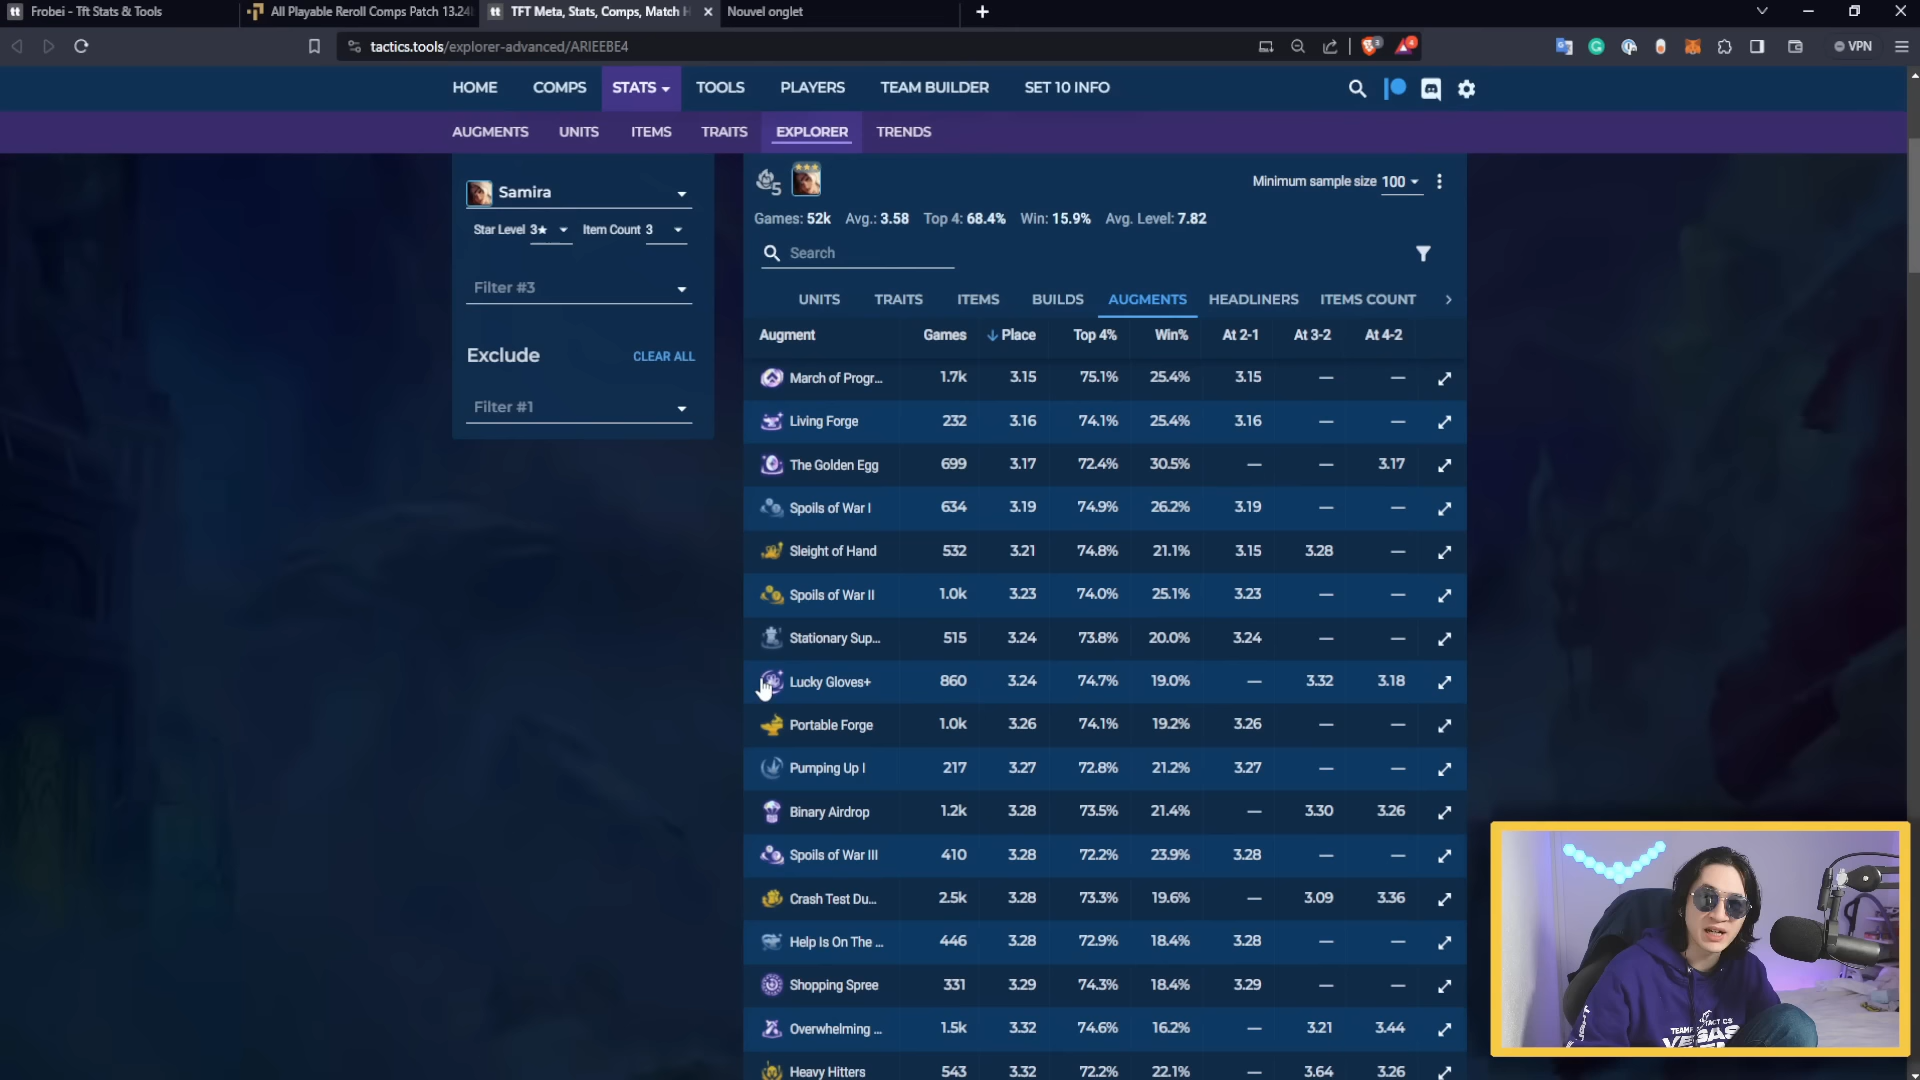 Frobei - Tft Stats & Tools
All Playable Reroll Comps Patch 13.24
TFT Meta, Stats, Comps, Match H
Nouvel onglet
tactics.tools/explorer-advanced/ARIEEBE4
VPN
HOME COMPS STATS TOOLS PLAYERS TEAM BUILDER SET 10 INFO
AUGMENTS UNITS ITEMS TRAITS EXPLORER TRENDS
Samira
Star Level 3★ Item Count 3
Filter #3
Exclude CLEAR ALL
Filter #1
5
Minimum sample size 100
Games: 52k Avg.: 3.58 Top 4: 68.4% Win: 15.9% Avg. Level: 7.82
Search
UNITS TRAITS ITEMS BUILDS AUGMENTS HEADLINERS ITEMS COUNT
Augment Games Place Top 4% Win% At 2-1 At 3-2 At 4-2
March of Progr... 1.7k 3.15 75.1% 25.4% 3.15 — —
Living Forge 232 3.16 74.1% 25.4% 3.16 — —
The Golden Egg 699 3.17 72.4% 30.5% — — 3.17
Spoils of War I 634 3.19 74.9% 26.2% 3.19 — —
Sleight of Hand 532 3.21 74.8% 21.1% 3.15 3.28 —
Spoils of War II 1.0k 3.23 74.0% 25.1% 3.23 — —
Stationary Sup... 515 3.24 73.8% 20.0% 3.24 — —
Lucky Gloves+ 860 3.24 74.7% 19.0% — 3.32 3.18
Portable Forge 1.0k 3.26 74.1% 19.2% 3.26 — —
Pumping Up I 217 3.27 72.8% 21.2% 3.27 — —
Binary Airdrop 1.2k 3.28 73.5% 21.4% — 3.30 3.26
Spoils of War III 410 3.28 72.2% 23.9% 3.28 — —
Crash Test Du... 2.5k 3.28 73.3% 19.6% — 3.09 3.36
Help Is On The ... 446 3.28 72.9% 18.4% 3.28 — —
Shopping Spree 331 3.29 74.3% 18.4% 3.29 — —
Overwhelming ... 1.5k 3.32 74.6% 16.2% — 3.21 3.44
Heavy Hitters 543 3.32 72.2% 22.1% — 3.64 3.26